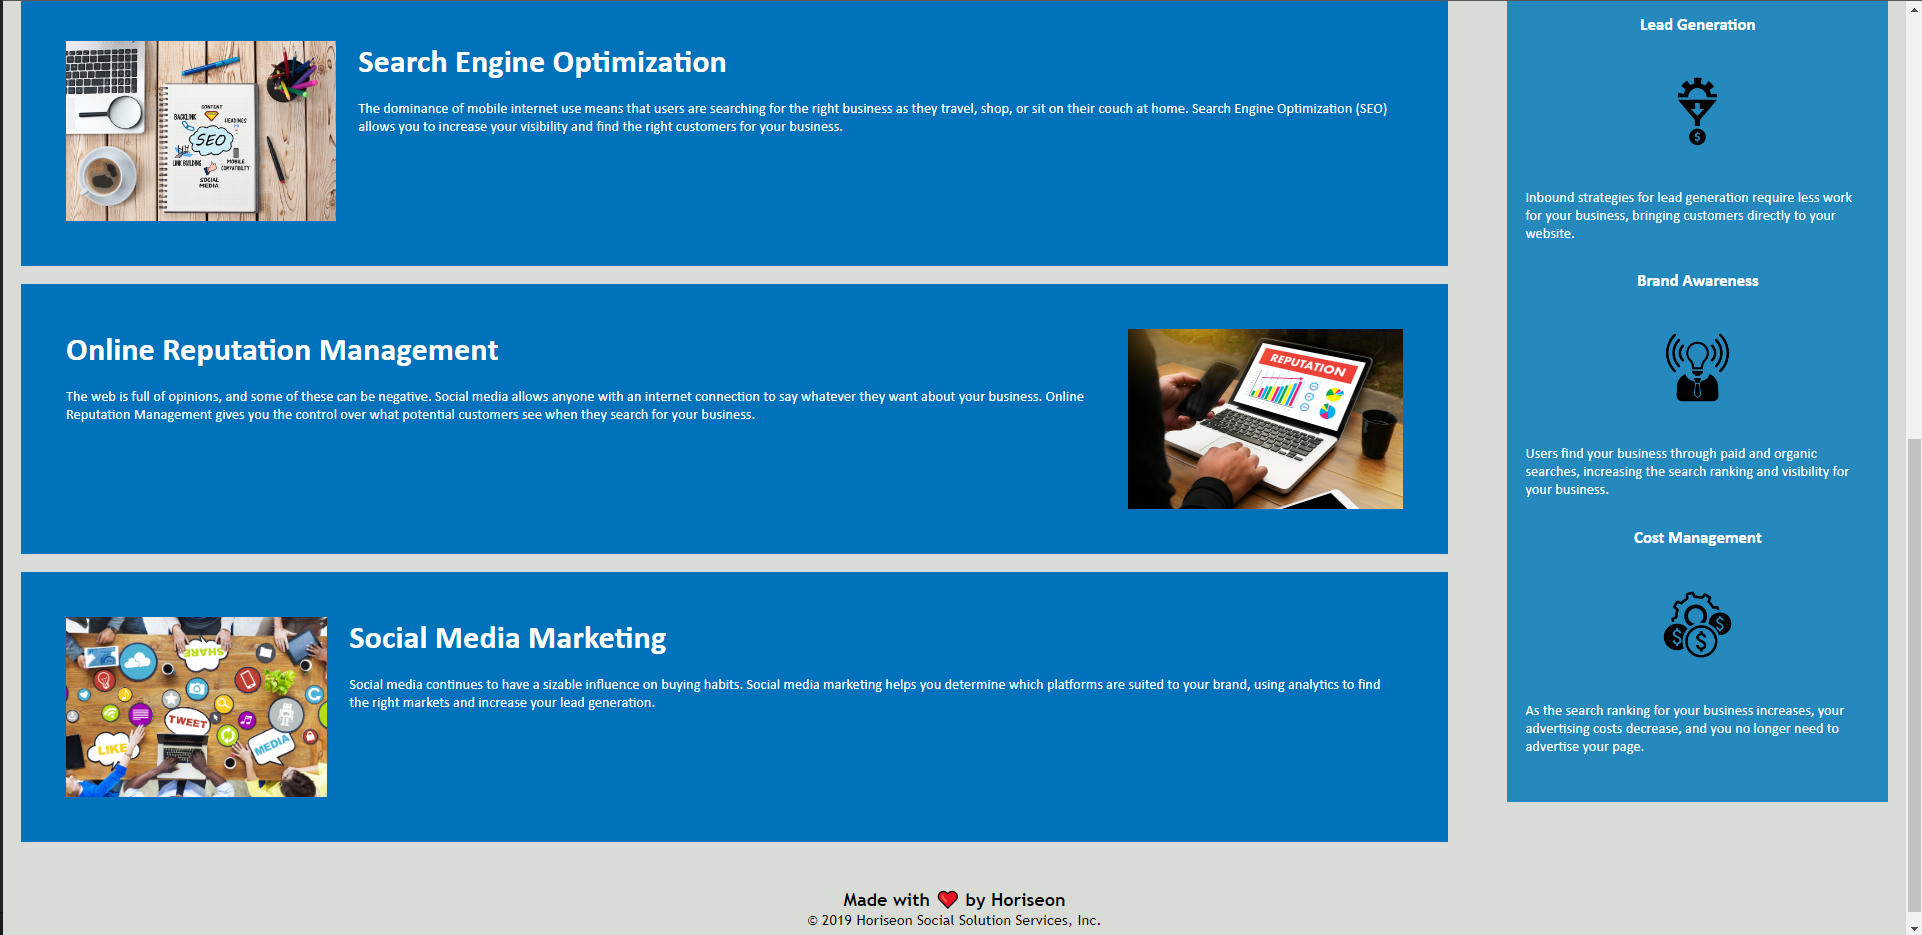 Search Engine Optimization
The dominance of mobile internet use means that users are searching for the right business as they travel, shop, or sit on their couch at home. Search Engine Optimization (SEO)
allows you to increase your visibility and find the right customers for your business.
CONTENT
BACKLINK
HEADINGS
SEO
LINK BUILDING
MOBILE
COMPATIBILITY
SOCIAL
MEDIA
Online Reputation Management
The web is full of opinions, and some of these can be negative. Social media allows anyone with an internet connection to say whatever they want about your business. Online
Reputation Management gives you the control over what potential customers see when they search for your business.
REPUTATION
Social Media Marketing
Social media continues to have a sizable influence on buying habits. Social media marketing helps you determine which platforms are suited to your brand, using analytics to find
the right markets and increase your lead generation.
SHARE
TWEET
LIKE
MEDIA
Lead Generation
$
Inbound strategies for lead generation require less work
for your business, bringing customers directly to your
website.
Brand Awareness
Users find your business through paid and organic
searches, increasing the search ranking and visibility for
your business.
Cost Management
$ $ $
As the search ranking for your business increases, your
advertising costs decrease, and you no longer need to
advertise your page.
Made with ❤️ by Horiseon
© 2019 Horiseon Social Solution Services, Inc.